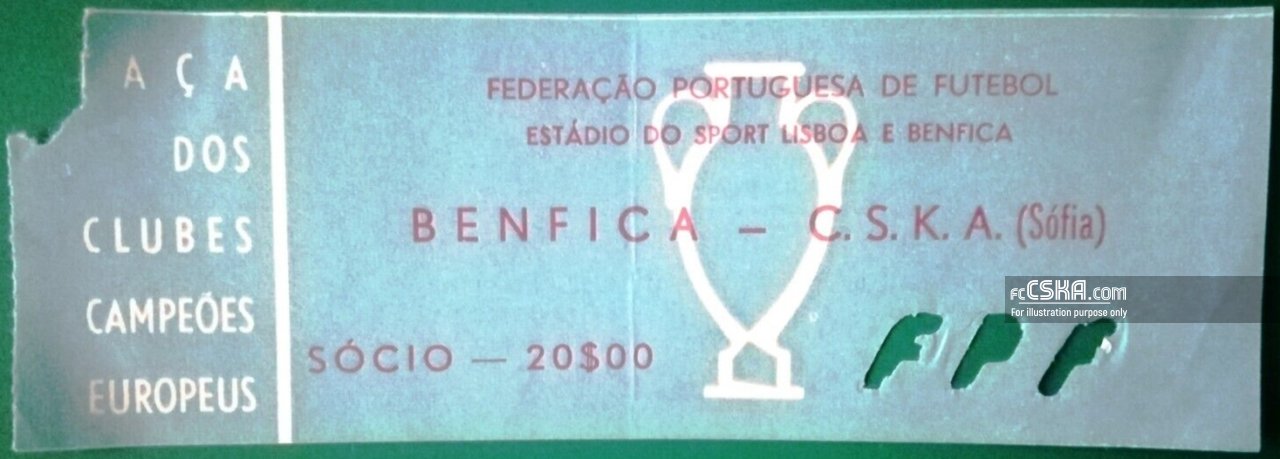 AÇA
DOS
CLUBES
CAMPEÕES
EUROPEUS
FEDERAÇÃO PORTUGUESA DE FUTEBOL
ESTÁDIO DO SPORT LISBOA E BENFICA
BENFICA – C. S. K. A. (Sófia)
SÓCIO — 20$00
FPF
fcCSKA.com
For illustration purpose only